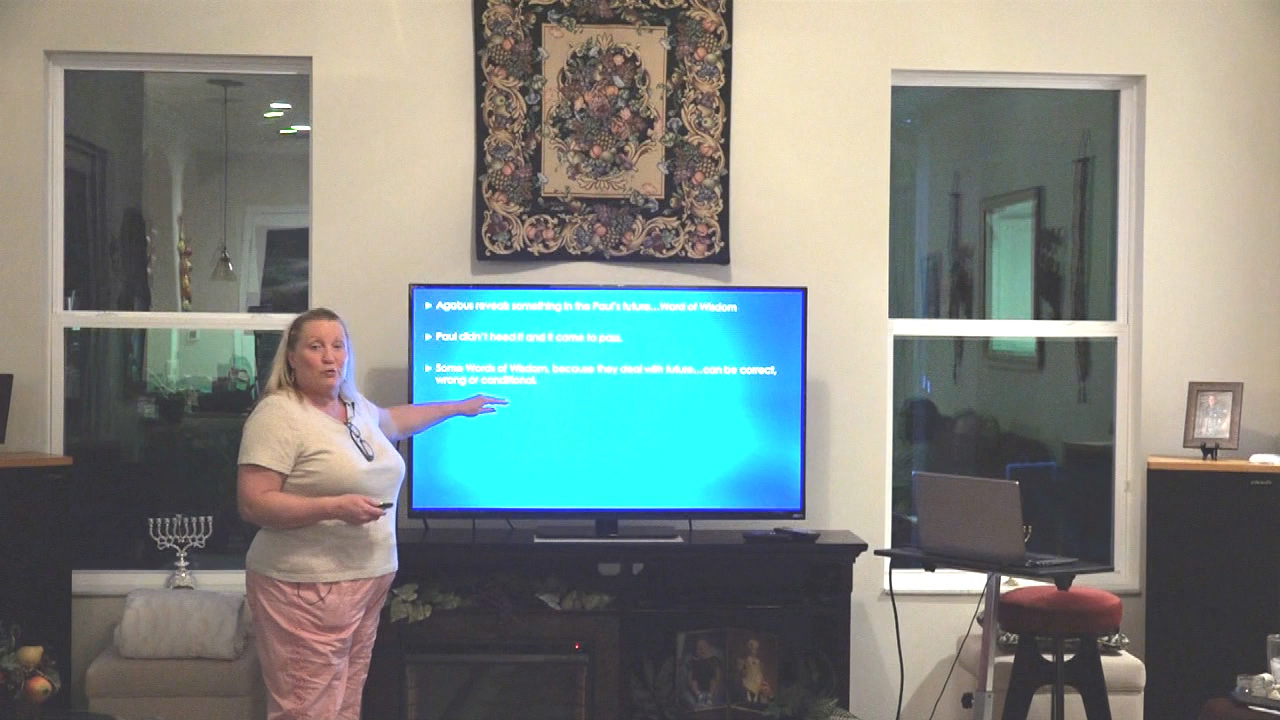 Agabus reveals something in the Paul's future...Word of Wisdom
Paul didn't heed it and it came to pass.
Some Words of Wisdom, because they deal with future...can be correct,
wrong or conditional.